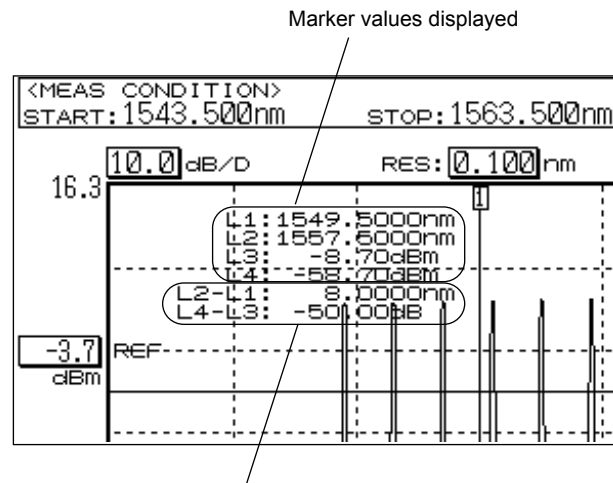 Marker values displayed
<MEAS CONDITION>
START:1543.500nm STOP:1563.500nm
10.0 dB/D RES: 0.100 nm
16.3
1
L1:1549.5000nm
L2:1557.5000nm
L3: -8.70dBm
L4: -58.70dBm
L2-L1: 8.0000nm
L4-L3: -50.00dB
-3.7 REF
dBm